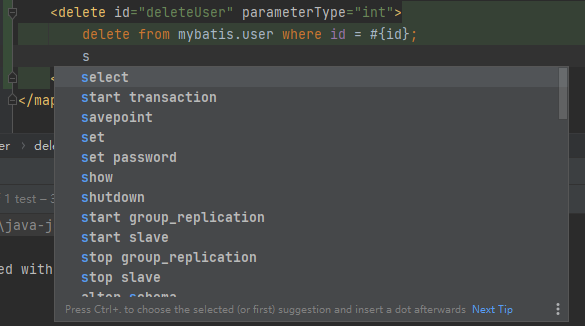 <delete id="deleteUser" parameterType="int">
delete from mybatis.user where id = #{id};
s
<
select
</map
start transaction
savepoint
er > del
set
set password
show
1 test – 3
shutdown
\java-j
start group_replication
start slave
ed with
stop group_replication
stop slave
alter schema
Press Ctrl+. to choose the selected (or first) suggestion and insert a dot afterwards Next Tip